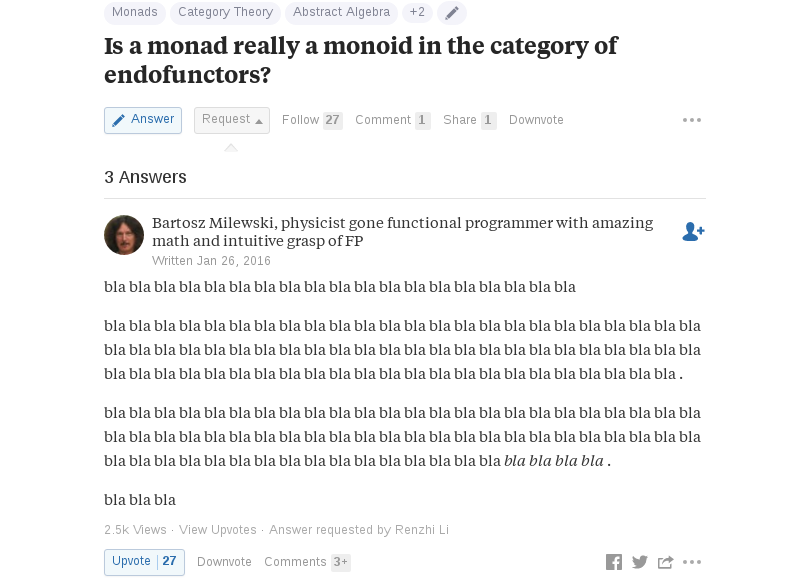 Monads Category Theory Abstract Algebra +2
Is a monad really a monoid in the category of
endofunctors?
Answer Request Follow 27 Comment 1 Share 1 Downvote
3 Answers
Bartosz Milewski, physicist gone functional programmer with amazing
math and intuitive grasp of FP
Written Jan 26, 2016
bla bla bla bla bla bla bla bla bla bla bla bla bla bla bla bla bla bla bla
bla bla bla bla bla bla bla bla bla bla bla bla bla bla bla bla bla bla bla bla bla bla bla bla
bla bla bla bla bla bla bla bla bla bla bla bla bla bla bla bla bla bla bla bla bla bla bla bla
bla bla bla bla bla bla bla bla bla bla bla bla bla bla bla bla bla bla bla bla bla bla bla .
bla bla bla bla bla bla bla bla bla bla bla bla bla bla bla bla bla bla bla bla bla bla bla bla
bla bla bla bla bla bla bla bla bla bla bla bla bla bla bla bla bla bla bla bla bla bla bla bla
bla bla bla bla bla bla bla bla bla bla bla bla bla bla bla bla bla bla bla bla .
bla bla bla
2.5k Views · View Upvotes · Answer requested by Renzhi Li
Upvote 27 Downvote Comments 3+